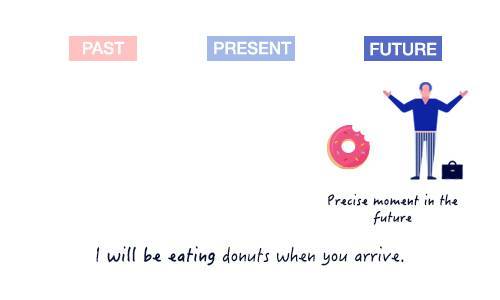 PAST PRESENT FUTURE
Precise moment in the
future
I will be eating donuts when you arrive.